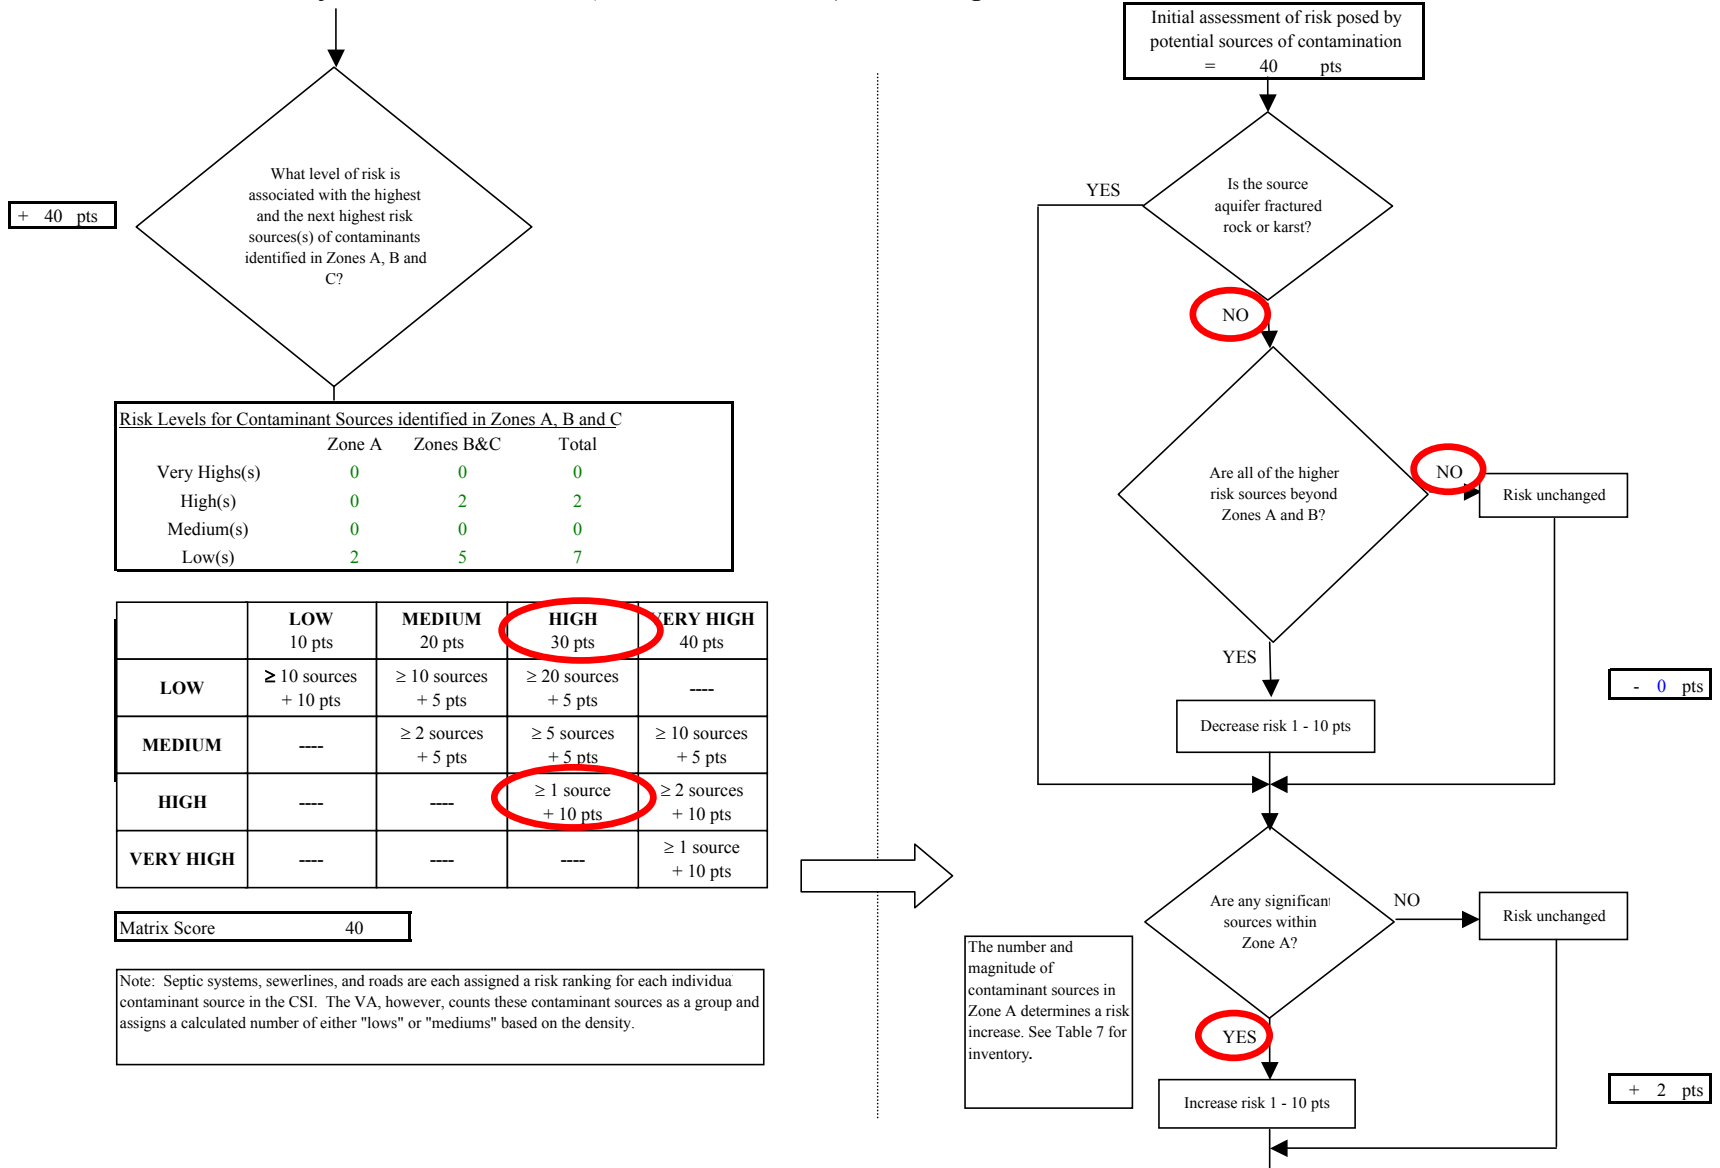 What level of risk is
associated with the highest
and the next highest risk
sources(s) of contaminants
identified in Zones A, B and
C?
+ 40 pts
Risk Levels for Contaminant Sources identified in Zones A, B and C
Zone A Zones B&C Total
Very Highs(s) 0 0 0
High(s) 0 2 2
Medium(s) 0 0 0
Low(s) 2 5 7
LOW MEDIUM HIGH VERY HIGH
10 pts 20 pts 30 pts 40 pts
LOW ≥ 10 sources ≥ 10 sources ≥ 20 sources ----
+ 10 pts + 5 pts + 5 pts
MEDIUM ---- ≥ 2 sources ≥ 5 sources ≥ 10 sources
+ 5 pts + 5 pts + 5 pts
HIGH ---- ---- ≥ 1 source ≥ 2 sources
+ 10 pts + 10 pts
VERY HIGH ---- ---- ---- ≥ 1 source
+ 10 pts
Matrix Score 40
Note: Septic systems, sewerlines, and roads are each assigned a risk ranking for each individua
contaminant source in the CSI. The VA, however, counts these contaminant sources as a group and
assigns a calculated number of either "lows" or "mediums" based on the density.
Initial assessment of risk posed by
potential sources of contamination
= 40 pts
Is the source
aquifer fractured
rock or karst?
YES
NO
Are all of the higher
risk sources beyond
Zones A and B?
NO
Risk unchanged
YES
Decrease risk 1 - 10 pts
- 0 pts
Are any significant
sources within
Zone A?
NO
Risk unchanged
The number and
magnitude of
contaminant sources in
Zone A determines a risk
increase. See Table 7 for
inventory.
YES
Increase risk 1 - 10 pts
+ 2 pts